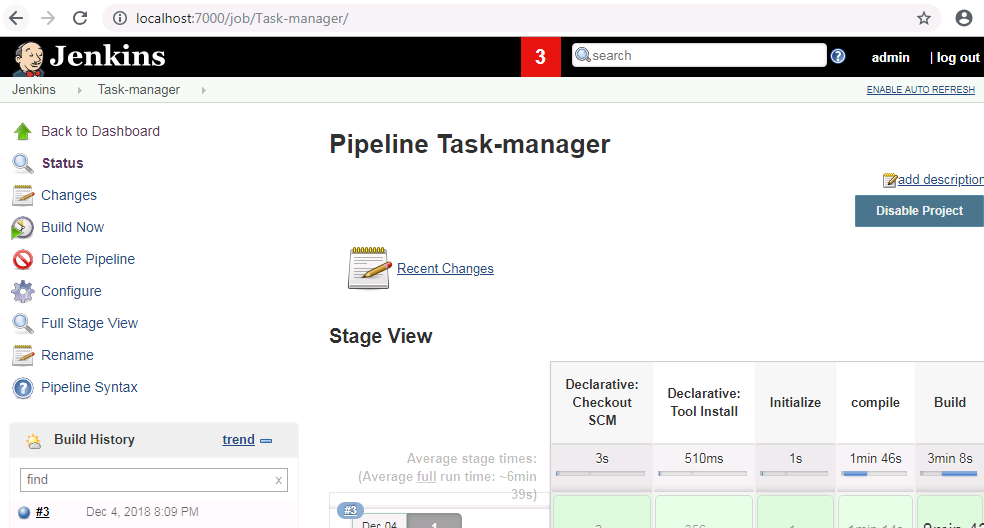 localhost:7000/job/Task-manager/
Jenkins
3
search
admin
| log out
Jenkins
Task-manager
ENABLE AUTO REFRESH
Back to Dashboard
Status
Changes
Build Now
Delete Pipeline
Configure
Full Stage View
Rename
Pipeline Syntax
Build History
trend
find
x
#3
Dec 4, 2018 8:09 PM
Pipeline Task-manager
add description
Disable Project
Recent Changes
Stage View
Declarative:
Checkout
SCM
Declarative:
Tool Install
Initialize
compile
Build
Average stage times:
(Average full run time: ~6min
39s)
3s
510ms
1s
1min 46s
3min 8s
#3
Dec 04
1